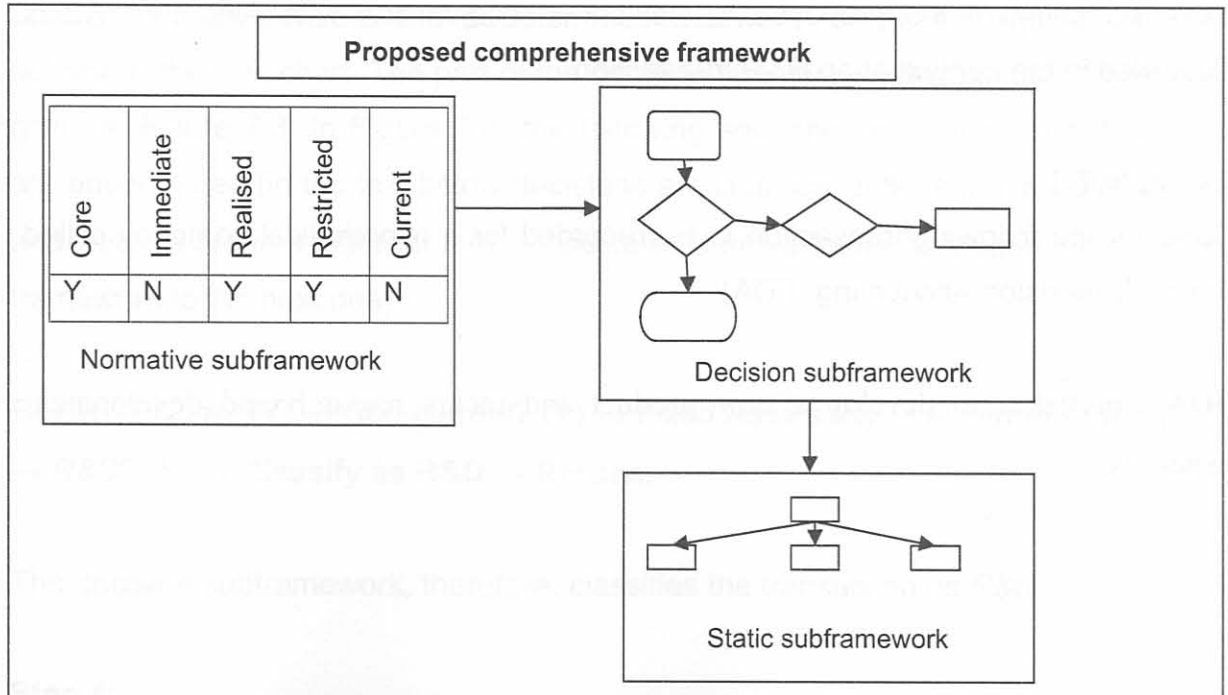 Proposed comprehensive framework
Core
Immediate
Realised
Restricted
Current
Y N Y Y N
Normative subframework
Decision subframework
Static subframework